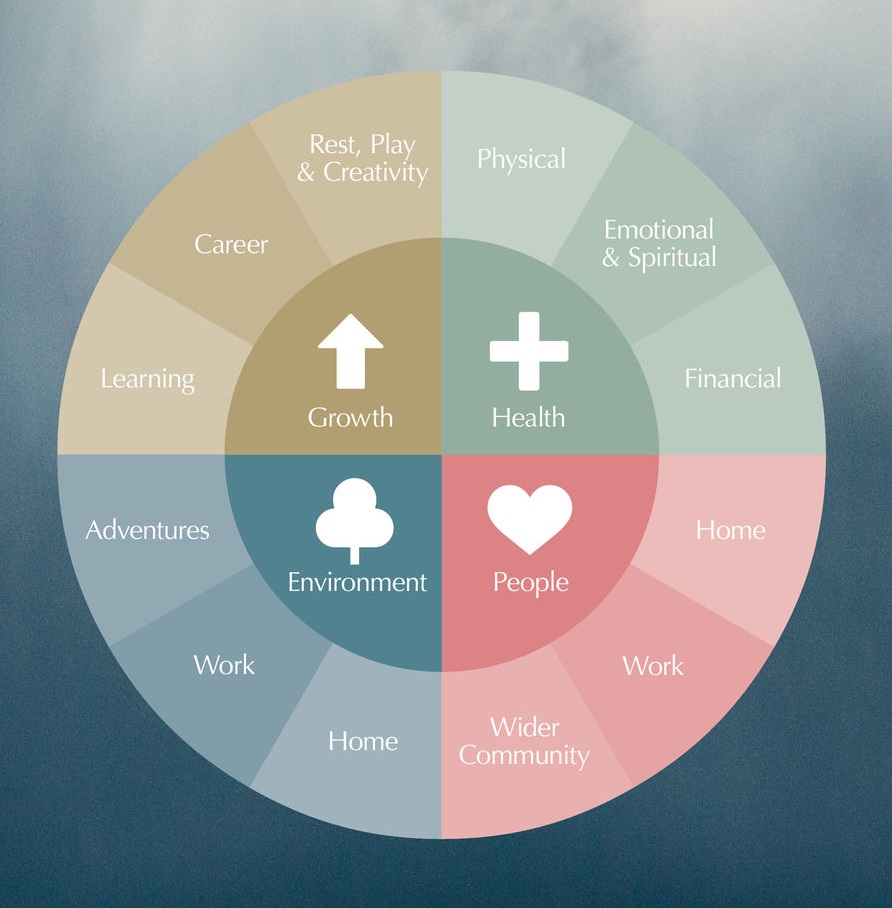 Rest, Play
& Creativity
Physical
Career
Emotional
& Spiritual
Learning
Financial
Growth
Health
Adventures
Home
Environment
People
Work
Work
Home
Wider
Community